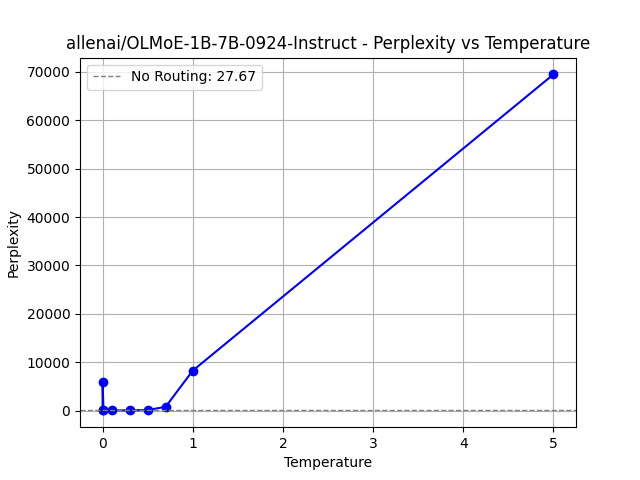 allenai/OLMoE-1B-7B-0924-Instruct - Perplexity vs Temperature
No Routing: 27.67
70000
60000
50000
40000
30000
20000
10000
0
Perplexity
0 1 2 3 4 5
Temperature